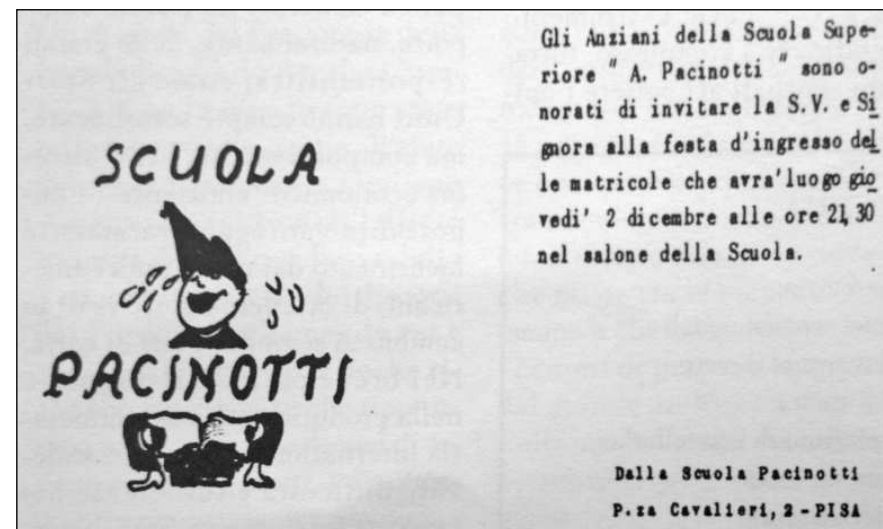 SCUOLA
PACINOTTI
Gli Anziani della Scuola Supe-
riore " A. Pacinotti " sono o-
norati di invitare la S.V. e Si
gnora alla festa d'ingresso del
le matricole che avra'luogo gio
vedi' 2 dicembre alle ore 21,30
nel salone della Scuola.
Dalla Scuola Pacinotti
P.za Cavalieri, 2 - PISA